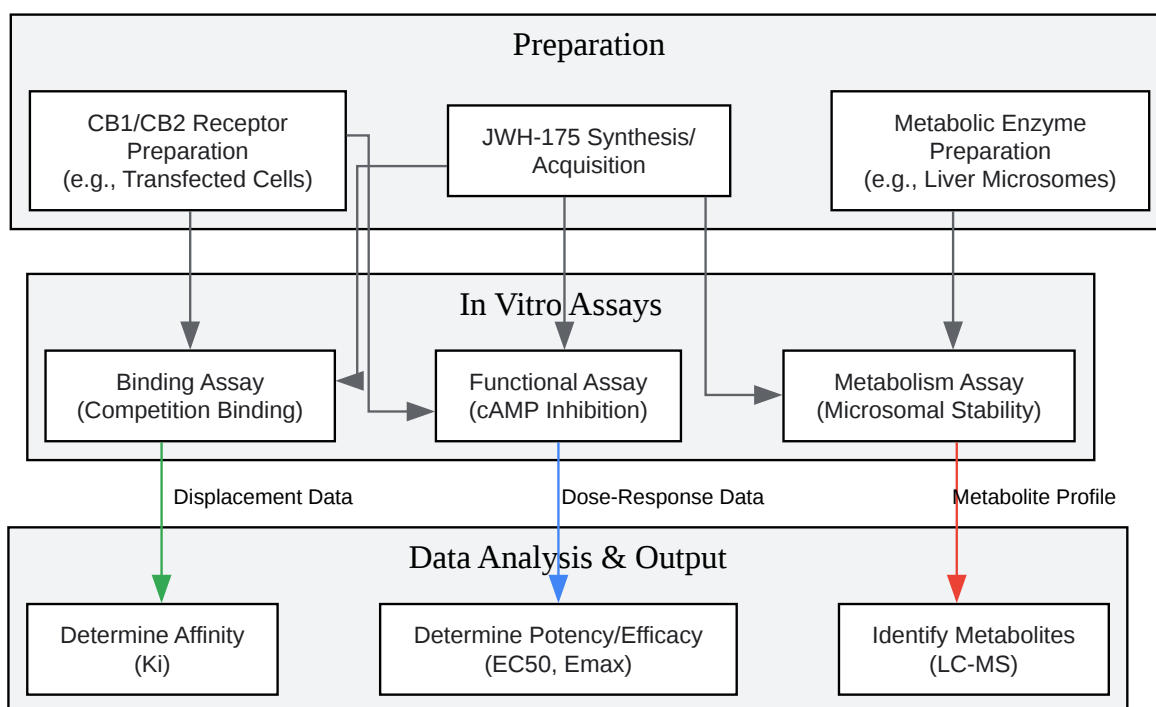 Preparation
CB1/CB2 Receptor
Preparation
(e.g., Transfected Cells)
JWH-175 Synthesis/
Acquisition
Metabolic Enzyme
Preparation
(e.g., Liver Microsomes)
In Vitro Assays
Binding Assay
(Competition Binding)
Functional Assay
(cAMP Inhibition)
Metabolism Assay
(Microsomal Stability)
Displacement Data
Dose-Response Data
Metabolite Profile
Data Analysis & Output
Determine Affinity
(Ki)
Determine Potency/Efficacy
(EC50, Emax)
Identify Metabolites
(LC-MS)